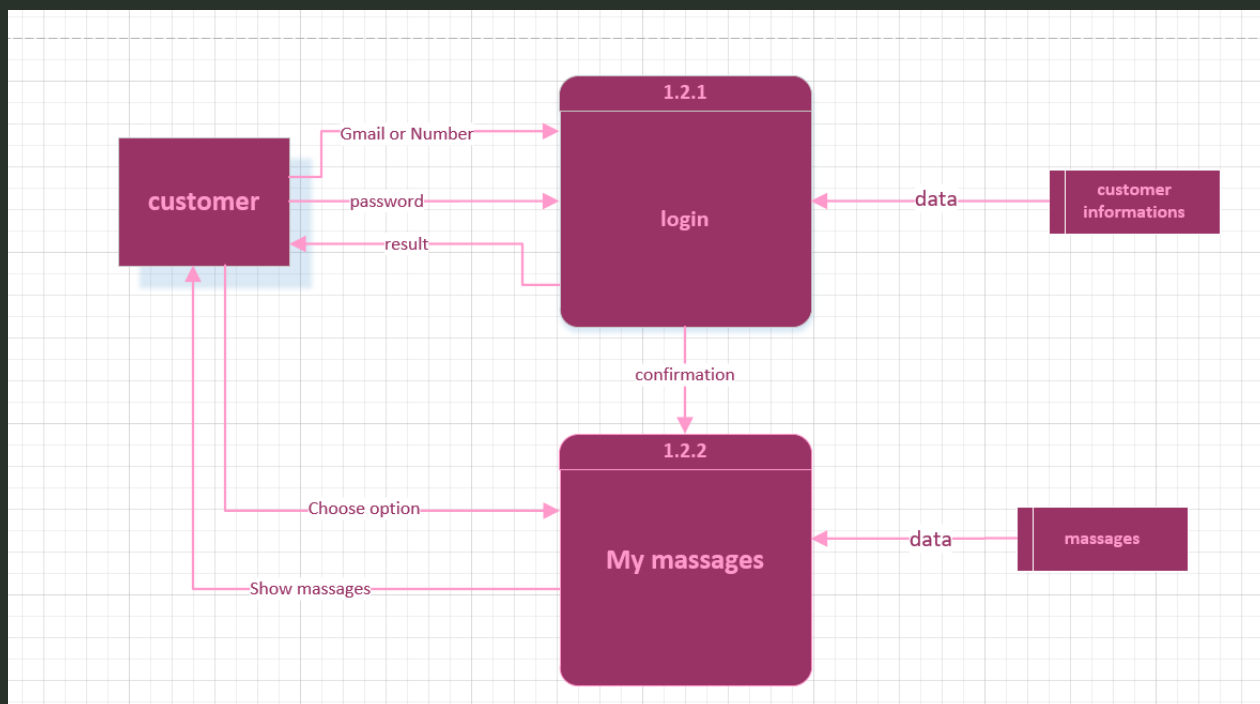 1.2.1
Gmail or Number
customer
password
result
login
data
customer
informations
confirmation
1.2.2
Choose option
My massages
Show massages
data
massages